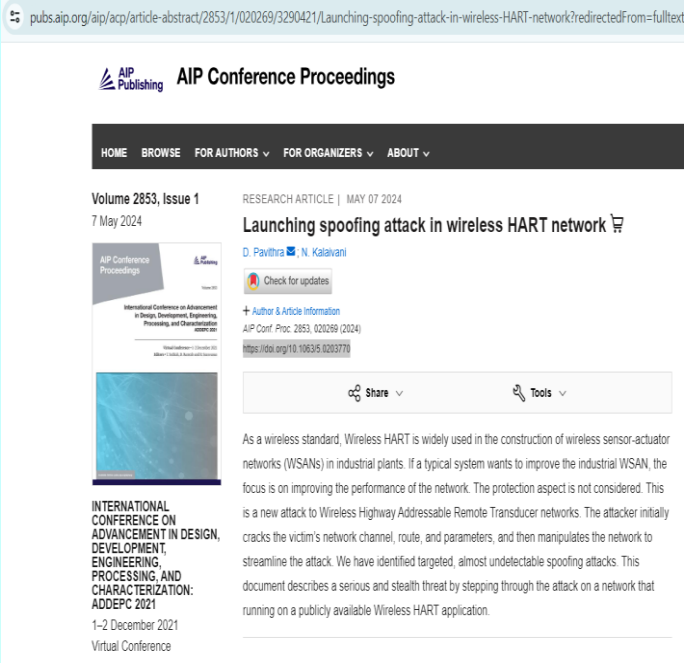 pubs.aip.org/aip/acp/article-abstract/2853/1/020269/3290421/Launching-spoofing-attack-in-wireless-HART-network?redirectedFrom=fulltext
AIP
Publishing
AIP Conference Proceedings
HOME BROWSE FOR AUTHORS FOR ORGANIZERS ABOUT
Volume 2853, Issue 1
7 May 2024
AIP Conference
Proceedings
AIP
Publishing
International Conference on Advancement
in Design, Development, Engineering,
Processing, and Characterization
ADDEPC 2021
INTERNATIONAL
CONFERENCE ON
ADVANCEMENT IN DESIGN,
DEVELOPMENT,
ENGINEERING,
PROCESSING, AND
CHARACTERIZATION:
ADDEPC 2021
1–2 December 2021
Virtual Conference
RESEARCH ARTICLE | MAY 07 2024
Launching spoofing attack in wireless HART network
D. Pavithra ; N. Kalaivani
Check for updates
+ Author & Article Information
AIP Conf. Proc. 2853, 020269 (2024)
https://doi.org/10.1063/5.0203770
Share Tools
As a wireless standard, Wireless HART is widely used in the construction of wireless sensor-actuator
networks (WSANs) in industrial plants. If a typical system wants to improve the industrial WSAN, the
focus is on improving the performance of the network. The protection aspect is not considered. This
is a new attack to Wireless Highway Addressable Remote Transducer networks. The attacker initially
cracks the victim's network channel, route, and parameters, and then manipulates the network to
streamline the attack. We have identified targeted, almost undetectable spoofing attacks. This
document describes a serious and stealth threat by stepping through the attack on a network that
running on a publicly available Wireless HART application.